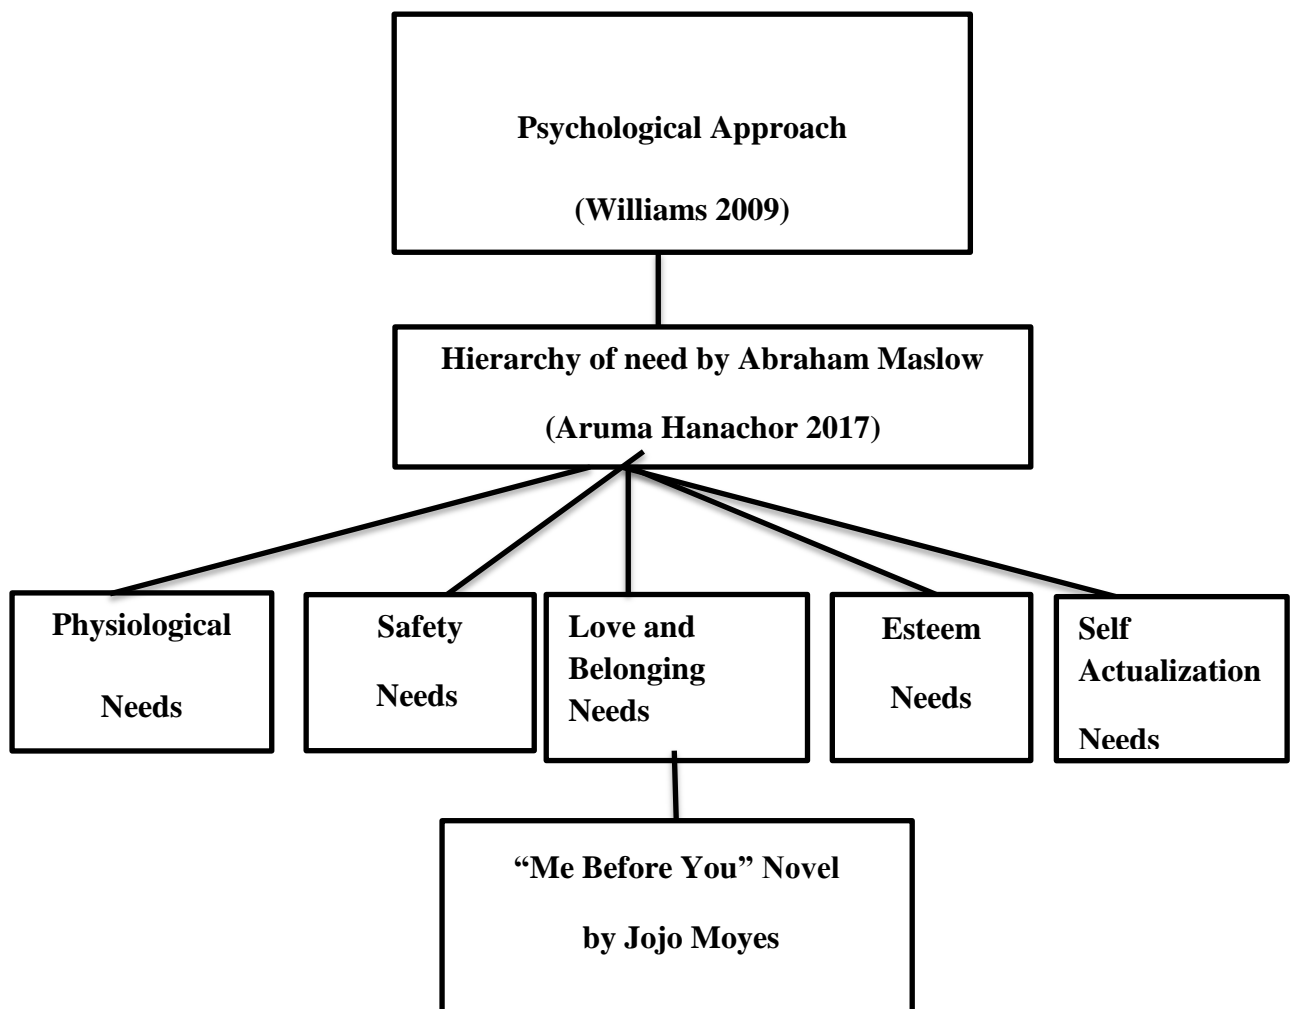 Psychological Approach
(Williams 2009)
Hierarchy of need by Abraham Maslow
(Aruma Hanachor 2017)
Physiological
Needs
Safety
Needs
Love and
Belonging
Needs
Esteem
Needs
Self
Actualization
Needs
“Me Before You” Novel
by Jojo Moyes